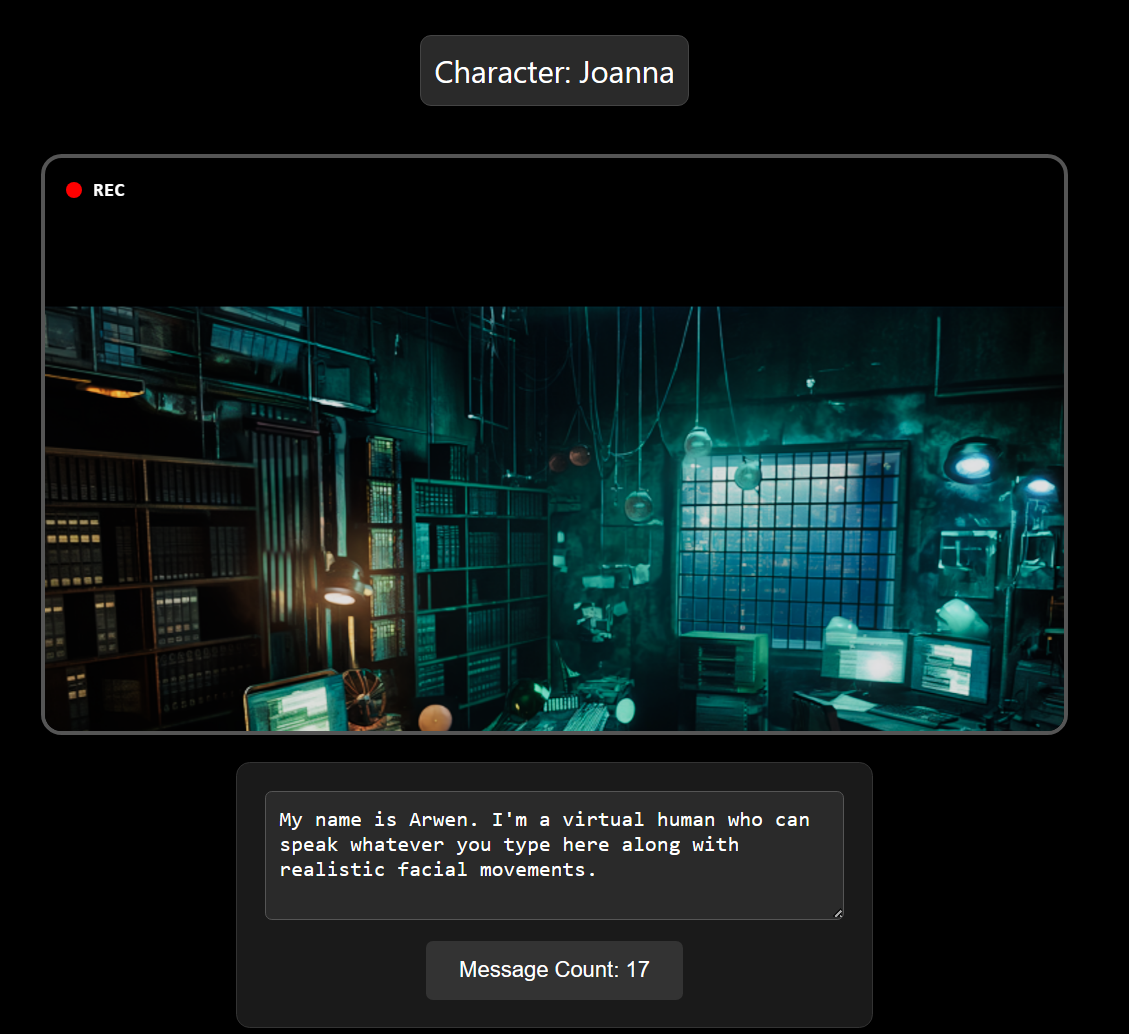 Character: Joanna
REC
My name is Arwen. I'm a virtual human who can
speak whatever you type here along with
realistic facial movements.
Message Count: 17